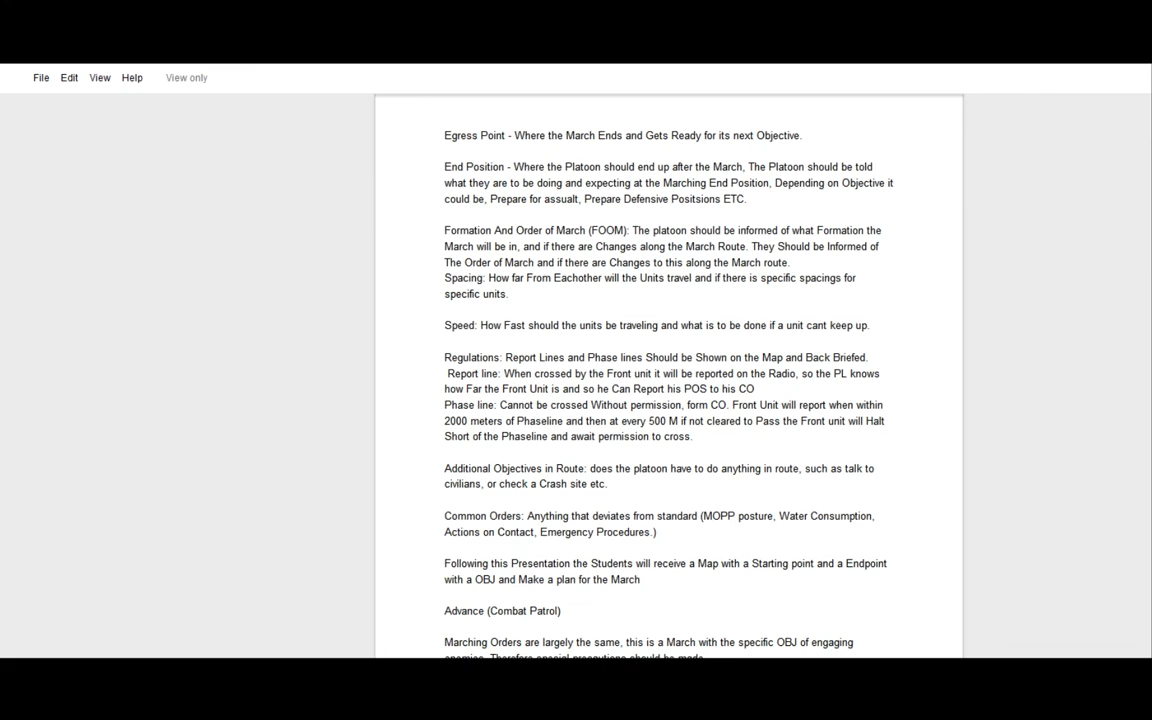 File Edit View Help View only
Egress Point - Where the March Ends and Gets Ready for its next Objective.
End Position - Where the Platoon should end up after the March, The Platoon should be told
what they are to be doing and expecting at the Marching End Position, Depending on Objective it
could be, Prepare for assualt, Prepare Defensive Positsions ETC.
Formation And Order of March (FOOM): The platoon should be informed of what Formation the
March will be in, and if there are Changes along the March Route. They Should be Informed of
The Order of March and if there are Changes to this along the March route.
Spacing: How far From Eachother will the Units travel and if there is specific spacings for
specific units.
Speed: How Fast should the units be traveling and what is to be done if a unit cant keep up.
Regulations: Report Lines and Phase lines Should be Shown on the Map and Back Briefed.
Report line: When crossed by the Front unit it will be reported on the Radio, so the PL knows
how Far the Front Unit is and so he Can Report his POS to his CO
Phase line: Cannot be crossed Without permission, form CO. Front Unit will report when within
2000 meters of Phaseline and then at every 500 M if not cleared to Pass the Front unit will Halt
Short of the Phaseline and await permission to cross.
Additional Objectives in Route: does the platoon have to do anything in route, such as talk to
civilians, or check a Crash site etc.
Common Orders: Anything that deviates from standard (MOPP posture, Water Consumption,
Actions on Contact, Emergency Procedures.)
Following this Presentation the Students will receive a Map with a Starting point and a Endpoint
with a OBJ and Make a plan for the March
Advance (Combat Patrol)
Marching Orders are largely the same, this is a March with the specific OBJ of engaging
enemies. Therefore special precautions should be made